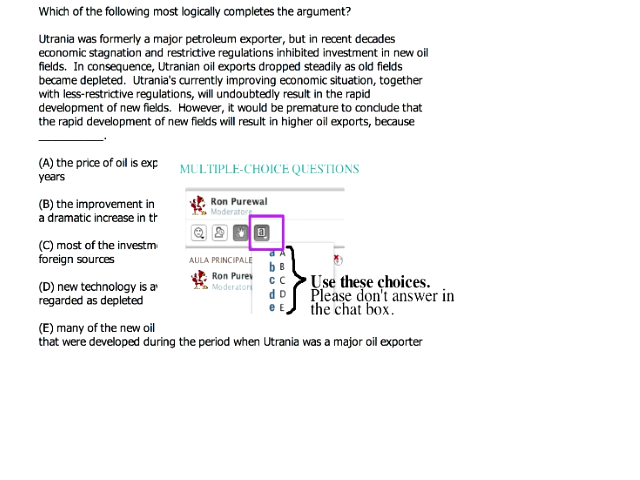 Which of the following most logically completes the argument?
Utrania was formerly a major petroleum exporter, but in recent decades
economic stagnation and restrictive regulations inhibited investment in new oil
fields. In consequence, Utranian oil exports dropped steadily as old fields
became depleted. Utrania's currently improving economic situation, together
with less-restrictive regulations, will undoubtedly result in the rapid
development of new fields. However, it would be premature to conclude that
the rapid development of new fields will result in higher oil exports, because
____________.
(A) the price of oil is exp
years
(B) the improvement in
a dramatic increase in th
(C) most of the investm
foreign sources
(D) new technology is a
regarded as depleted
(E) many of the new oil
that were developed during the period when Utrania was a major oil exporter
MULTIPLE-CHOICE QUESTIONS
Ron Purewal
Moderator
AULA PRINCIPALE
Ron Purew
Moderator
a A
b B
c C
d D
e E
Use these choices.
Please don't answer in
the chat box.